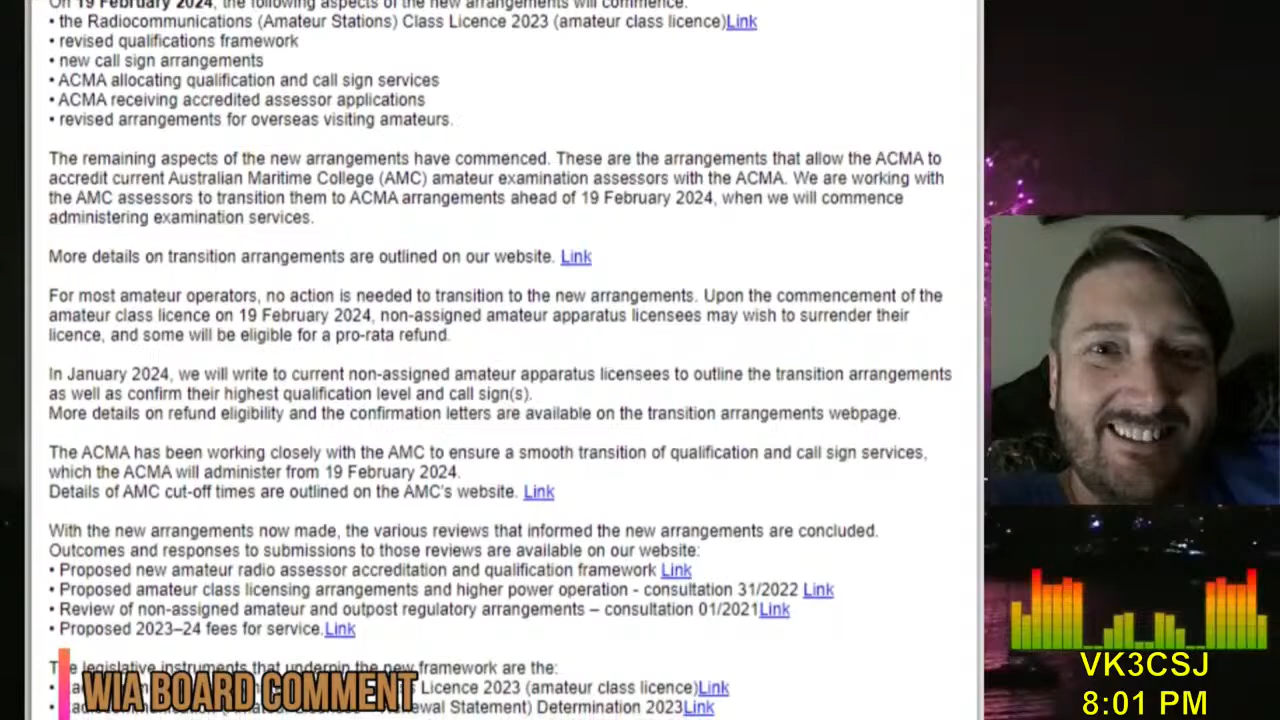 On 19 February 2024, the following aspects of the new arrangements will commence:
• the Radiocommunications (Amateur Stations) Class Licence 2023 (amateur class licence)Link
• revised qualifications framework
• new call sign arrangements
• ACMA allocating qualification and call sign services
• ACMA receiving accredited assessor applications
• revised arrangements for overseas visiting amateurs.
The remaining aspects of the new arrangements have commenced. These are the arrangements that allow the ACMA to
accredit current Australian Maritime College (AMC) amateur examination assessors with the ACMA. We are working with
the AMC assessors to transition them to ACMA arrangements ahead of 19 February 2024, when we will commence
administering examination services.
More details on transition arrangements are outlined on our website. Link
For most amateur operators, no action is needed to transition to the new arrangements. Upon the commencement of the
amateur class licence on 19 February 2024, non-assigned amateur apparatus licensees may wish to surrender their
licence, and some will be eligible for a pro-rata refund.
In January 2024, we will write to current non-assigned amateur apparatus licensees to outline the transition arrangements
as well as confirm their highest qualification level and call sign(s).
More details on refund eligibility and the confirmation letters are available on the transition arrangements webpage.
The ACMA has been working closely with the AMC to ensure a smooth transition of qualification and call sign services,
which the ACMA will administer from 19 February 2024.
Details of AMC cut-off times are outlined on the AMC's website. Link
With the new arrangements now made, the various reviews that informed the new arrangements are concluded.
Outcomes and responses to submissions to those reviews are available on our website:
• Proposed new amateur radio assessor accreditation and qualification framework Link
• Proposed amateur class licensing arrangements and higher power operation - consultation 31/2022 Link
• Review of non-assigned amateur and outpost regulatory arrangements – consultation 01/2021Link
• Proposed 2023–24 fees for service.Link
The legislative instruments that underpin the new framework are the:
Licence 2023 (amateur class licence)Link
Statement) Determination 2023Link
WIA BOARD COMMENT
VK3CSJ
8:01 PM